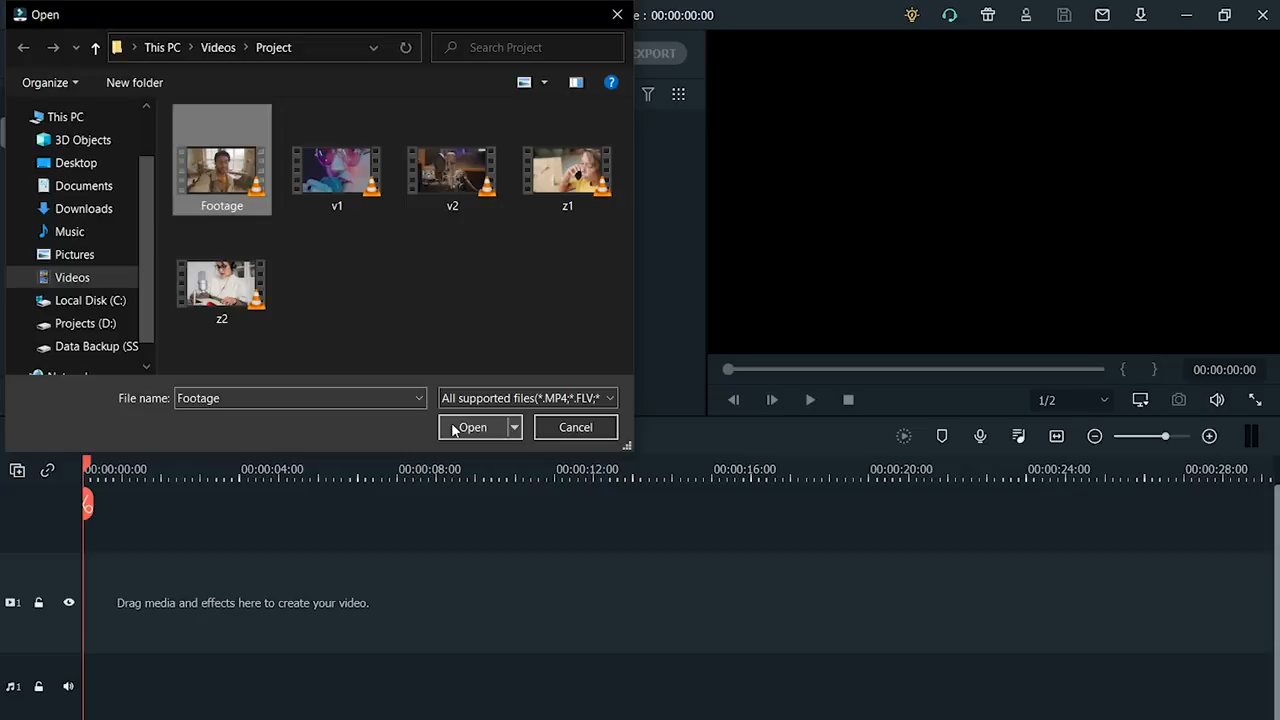 Open
: 00:00:00:00
This PC
Videos
Project
Search Project
EXPORT
Organize
New folder
This PC
3D Objects
Desktop
Documents
Downloads
Music
Pictures
Videos
Local Disk (C:)
Projects (D:)
Data Backup (SS
Footage
v1
v2
z1
z2
File name:
Footage
All supported files(*.MP4;*.FLV;*
Open
Cancel
00:00:00:00
1/2
00:00:00:00
00:00:04:00
00:00:08:00
00:00:12:00
00:00:16:00
00:00:20:00
00:00:24:00
00:00:28:00
1
Drag media and effects here to create your video.
1